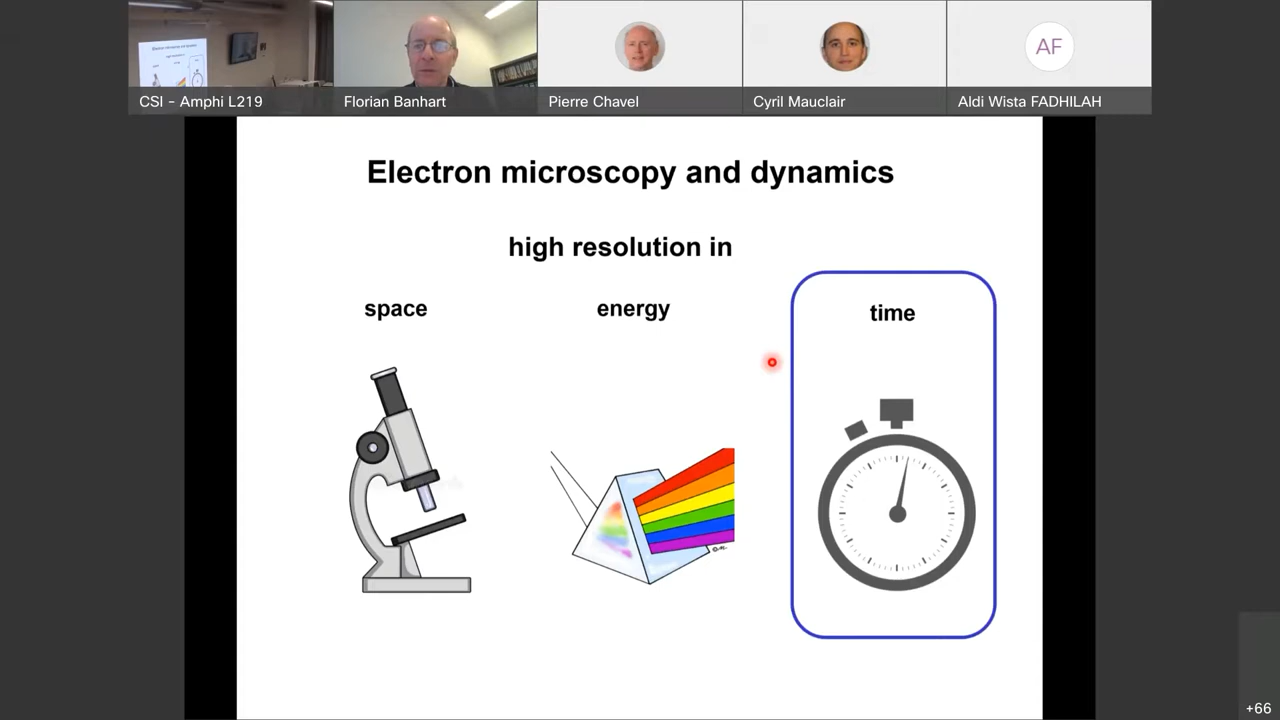 CSI - Amphi L219
Florian Banhart
Pierre Chavel
Cyril Mauclair
AF
Aldi Wista FADHILAH
Electron microscopy and dynamics
high resolution in
space
energy
time
+66